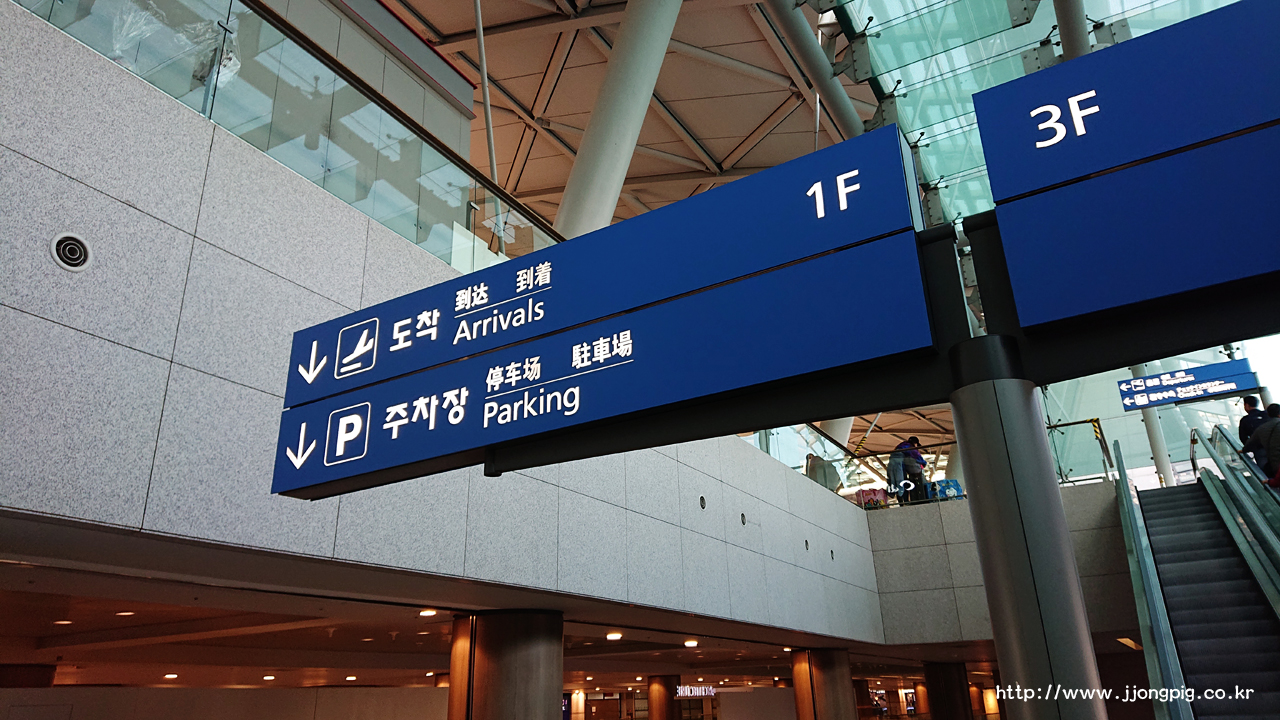 3F
1F
도착 到达 到着
Arrivals
P 주차장 停车场 駐車場
Parking
Departures
http://www.jjongpig.co.kr